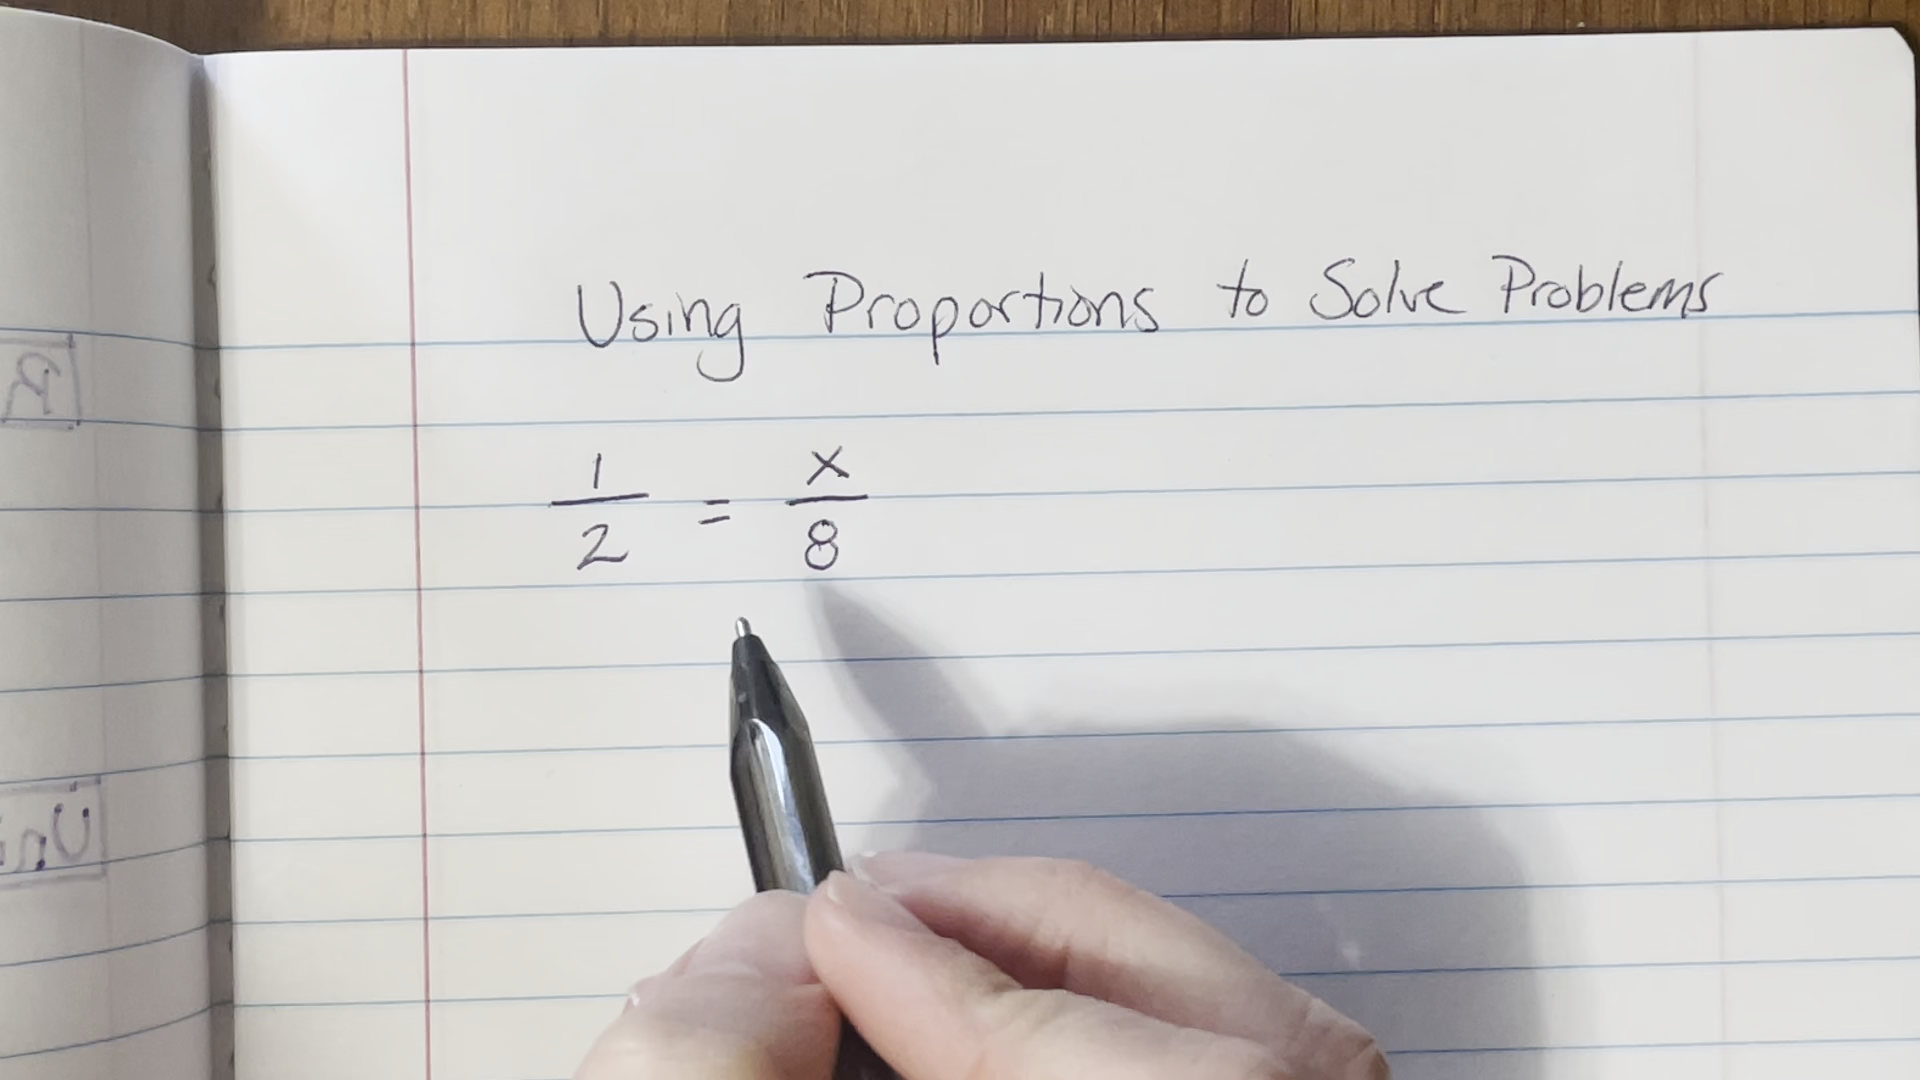 Using Proportions to Solve Problems
1/2 = x/8